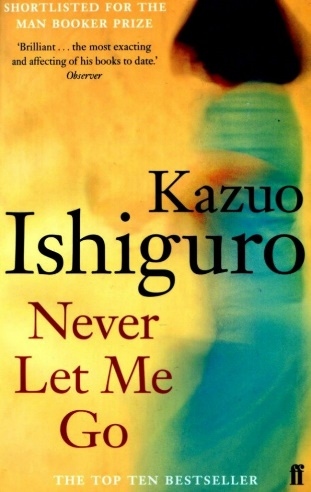 SHORTLISTED FOR THE
MAN BOOKER PRIZE
'Brilliant . . . the most exacting
and affecting of his books to date.'
Observer
Kazuo
Ishiguro
Never
Let Me
Go
THE TOP TEN BESTSELLER
ff